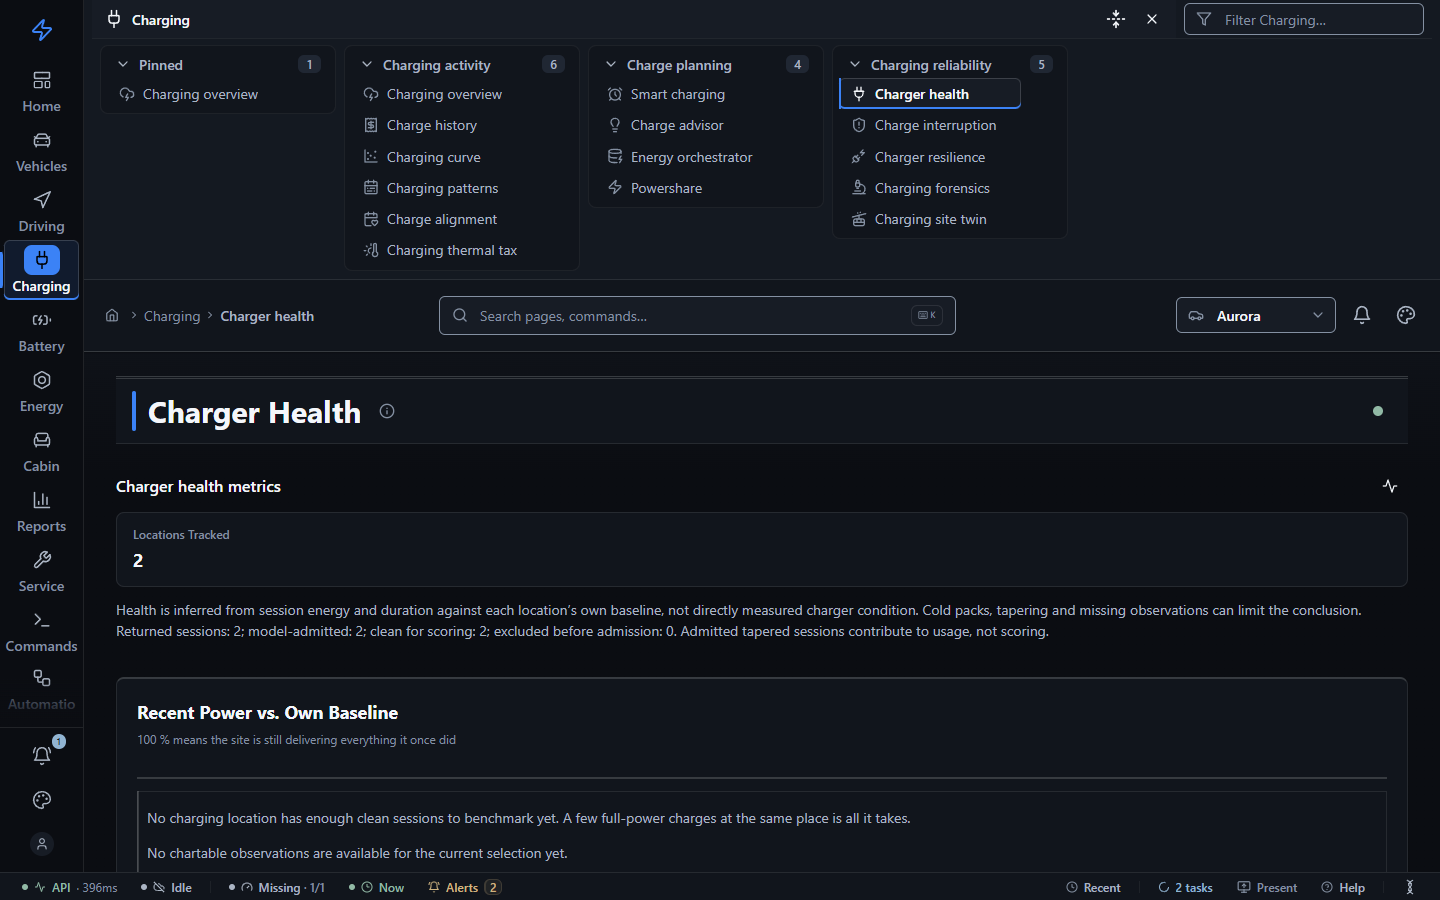 Charging
Filter Charging...
Pinned 1
Charging overview
Charging activity 6
Charging overview
Charge history
Charging curve
Charging patterns
Charge alignment
Charging thermal tax
Charge planning 4
Smart charging
Charge advisor
Energy orchestrator
Powershare
Charging reliability 5
Charger health
Charge interruption
Charger resilience
Charging forensics
Charging site twin
Home
Vehicles
Driving
Charging
Battery
Energy
Cabin
Reports
Service
Commands
Automatio
1
Charging > Charger health
Search pages, commands...
K
Aurora
Charger Health
Charger health metrics
Locations Tracked
2
Health is inferred from session energy and duration against each location's own baseline, not directly measured charger condition. Cold packs, tapering and missing observations can limit the conclusion.
Returned sessions: 2; model-admitted: 2; clean for scoring: 2; excluded before admission: 0. Admitted tapered sessions contribute to usage, not scoring.
Recent Power vs. Own Baseline
100 % means the site is still delivering everything it once did
No charging location has enough clean sessions to benchmark yet. A few full-power charges at the same place is all it takes.
No chartable observations are available for the current selection yet.
API · 396ms
Idle
Missing · 1/1
Now
Alerts 2
Recent
2 tasks
Present
Help